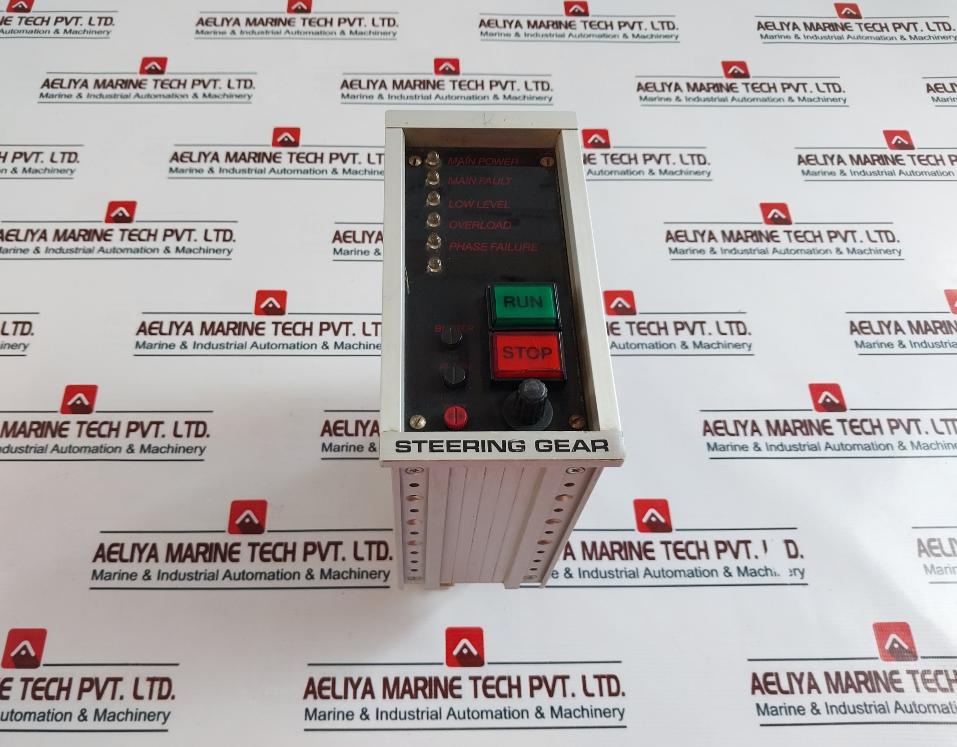 AELIYA MARINE TECH PVT. LTD.
Marine & Industrial Automation & Machinery
MAIN POWER
MAIN FAULT
LOW LEVEL
OVERLOAD
PHASE FAILURE
RUN
STOP
STEERING GEAR